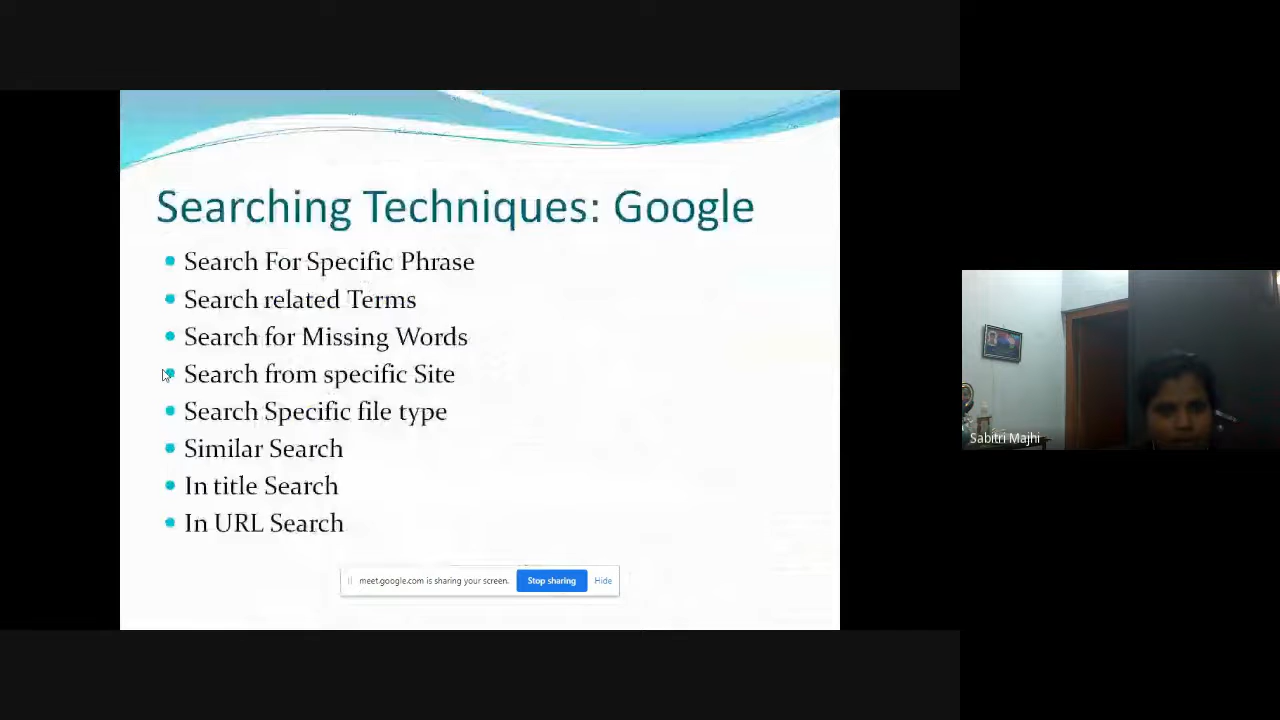 Searching Techniques: Google
Search For Specific Phrase
Search related Terms
Search for Missing Words
Search from specific Site
Search Specific file type
Similar Search
In title Search
In URL Search
meet.google.com is sharing your screen. Stop sharing Hide
Sabitri Majhi